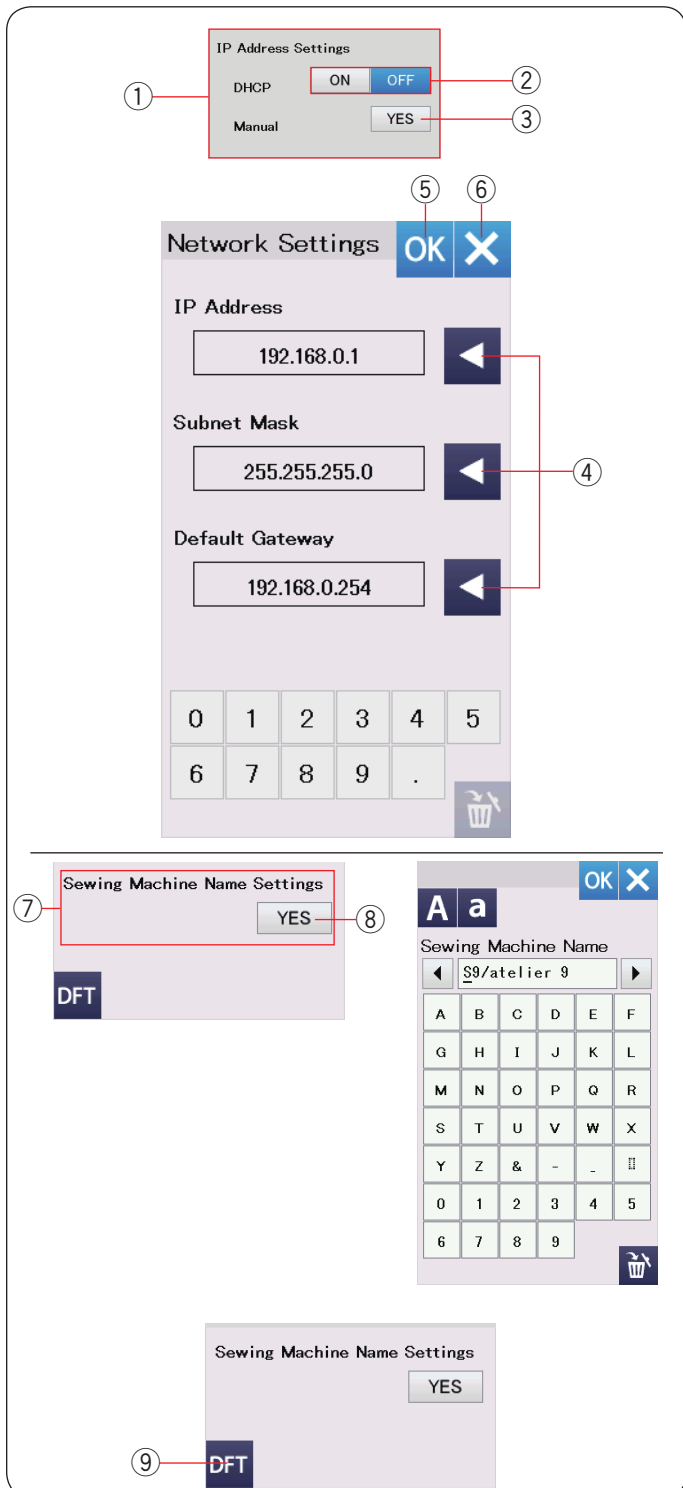 IP Address Settings
DHCP ON OFF ②
①
Manual YES ③
⑤ ⑥
Network Settings OK X
IP Address
192.168.0.1
Subnet Mask
255.255.255.0 ④
Default Gateway
192.168.0.254
0 1 2 3 4 5
6 7 8 9 .
Sewing Machine Name Settings
⑦ YES ⑧
DFT
OK X
A a
Sewing Machine Name
S9/atelier 9
A B C D E F
G H I J K L
M N O P Q R
S T U V W X
Y Z & - _
0 1 2 3 4 5
6 7 8 9
Sewing Machine Name Settings
YES
⑨ DFT